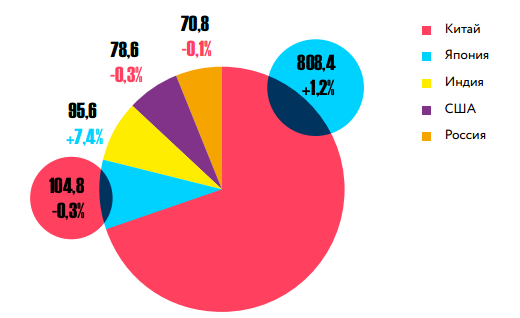 70,8
-0,1%
78,6
-0,3%
808,4
+1,2%
95,6
+7,4%
104,8
-0,3%
Китай
Япония
Индия
США
Россия